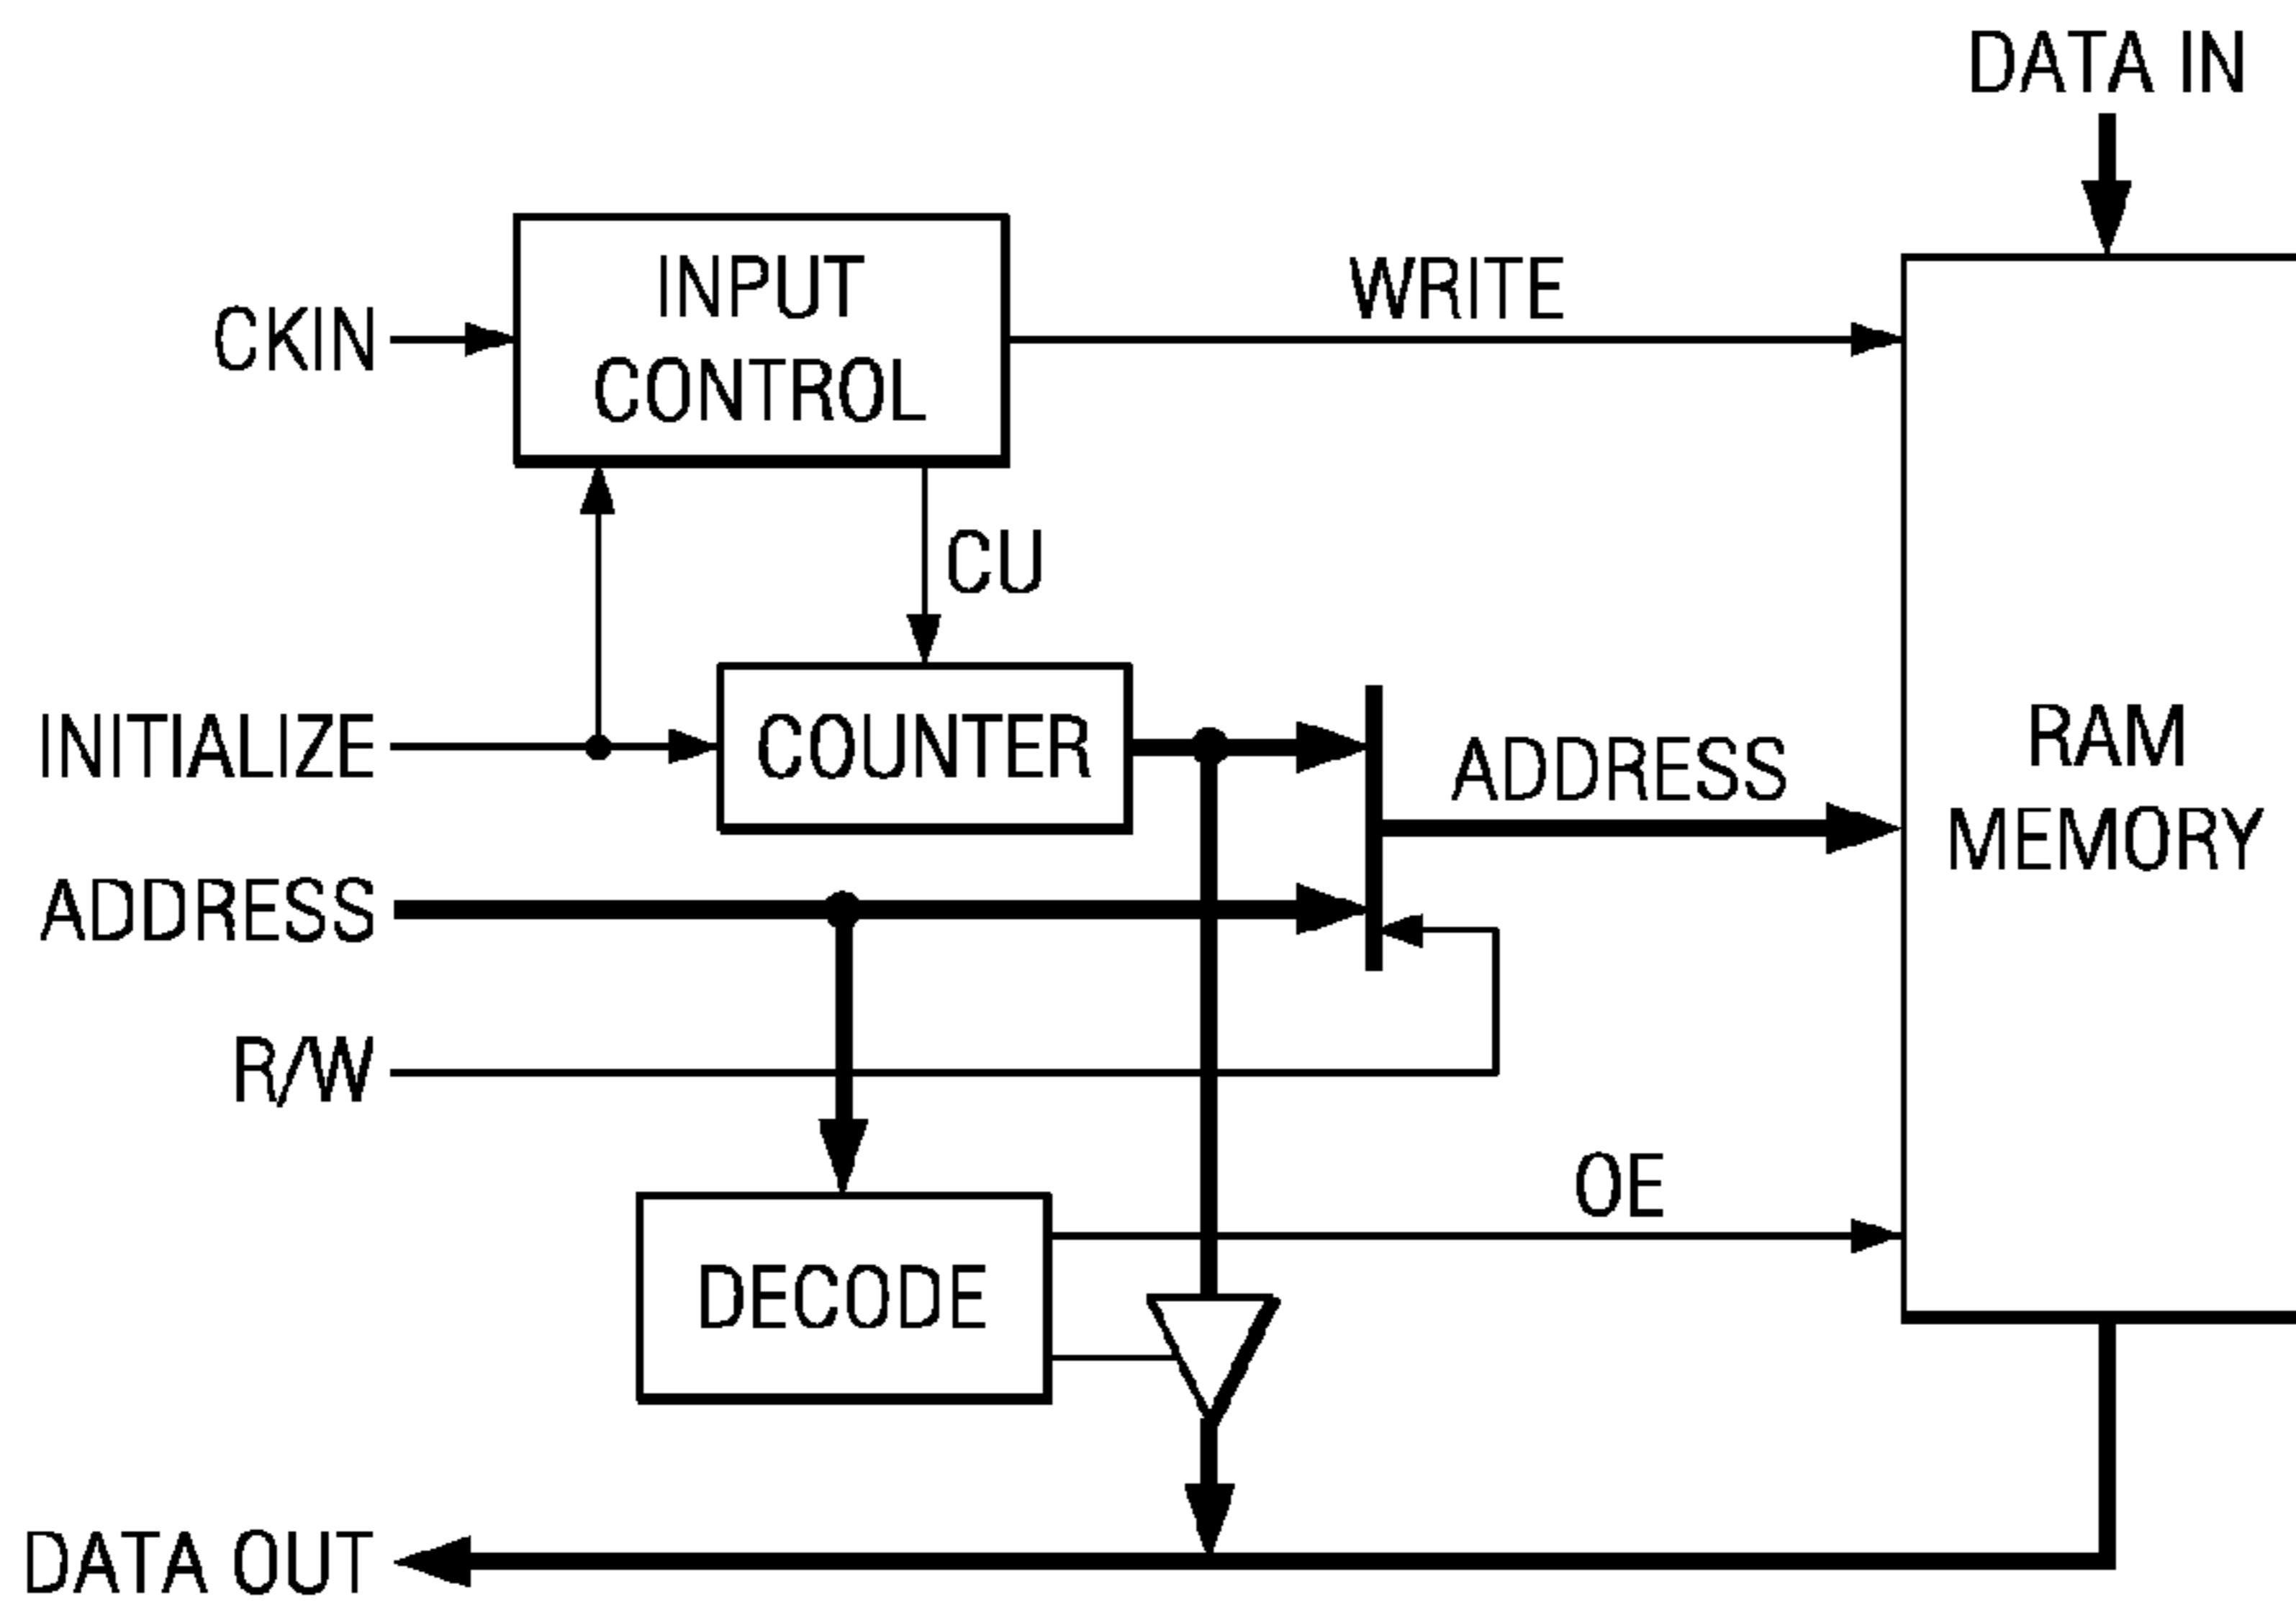 DATA IN
INPUT
CONTROL
CKIN
WRITE
CU
INITIALIZE
COUNTER
ADDRESS
RAM
MEMORY
ADDRESS
R/W
OE
DECODE
DATA OUT